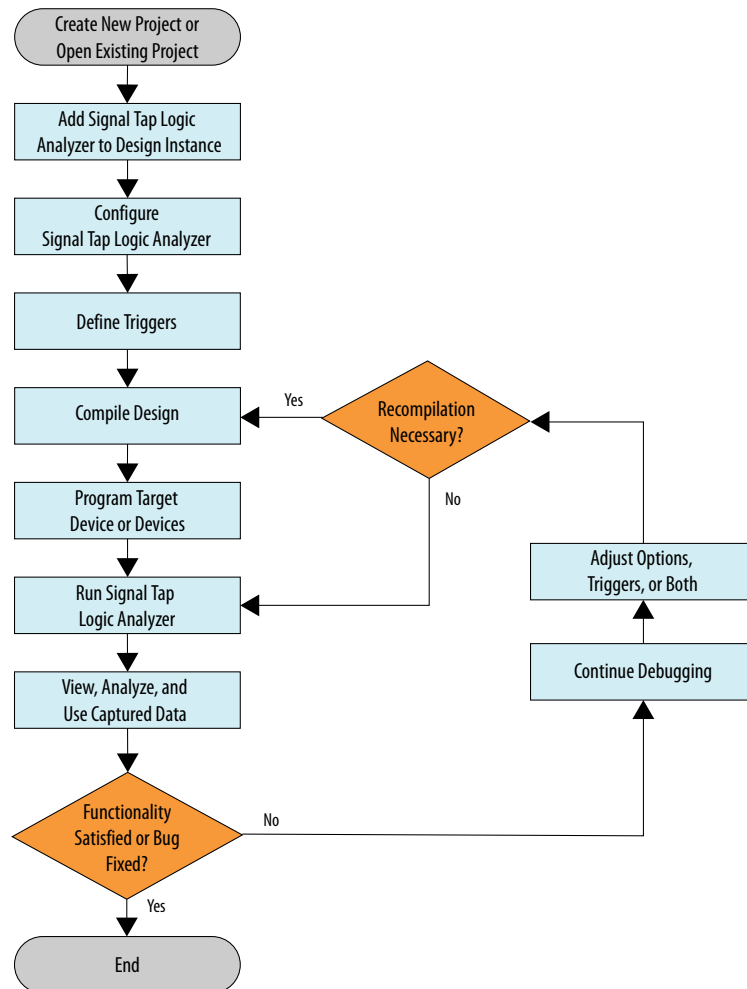 Create New Project or
Open Existing Project
Add Signal Tap Logic
Analyzer to Design Instance
Configure
Signal Tap Logic Analyzer
Define Triggers
Compile Design
Yes
Recompilation
Necessary?
No
Program Target
Device or Devices
Run Signal Tap
Logic Analyzer
Adjust Options,
Triggers, or Both
Continue Debugging
View, Analyze, and
Use Captured Data
Functionality
Satisfied or Bug
Fixed?
No
Yes
End